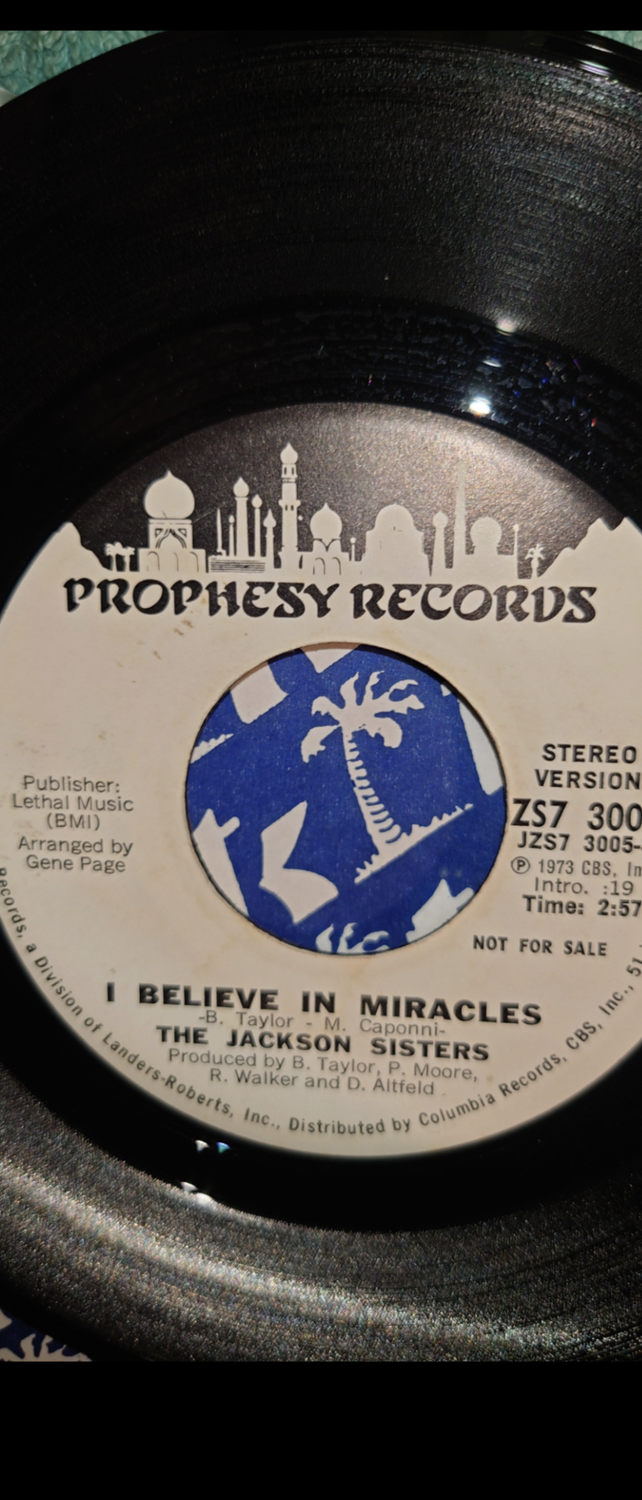 PROPHESY RECORDS
Publisher:
Lethal Music
(BMI)
Arranged by
Gene Page
STEREO
VERSION
ZS7 300
JZS7 3005-
Ⓟ 1973 CBS, In
Intro. :19
Time: 2:57
NOT FOR SALE
I BELIEVE IN MIRACLES
-B. Taylor - M. Caponni-
THE JACKSON SISTERS
Produced by B. Taylor, P. Moore,
R. Walker and D. Altfeld
Records, a Division of Landers-Roberts, Inc., Distributed by Columbia Records, CBS, Inc., 51